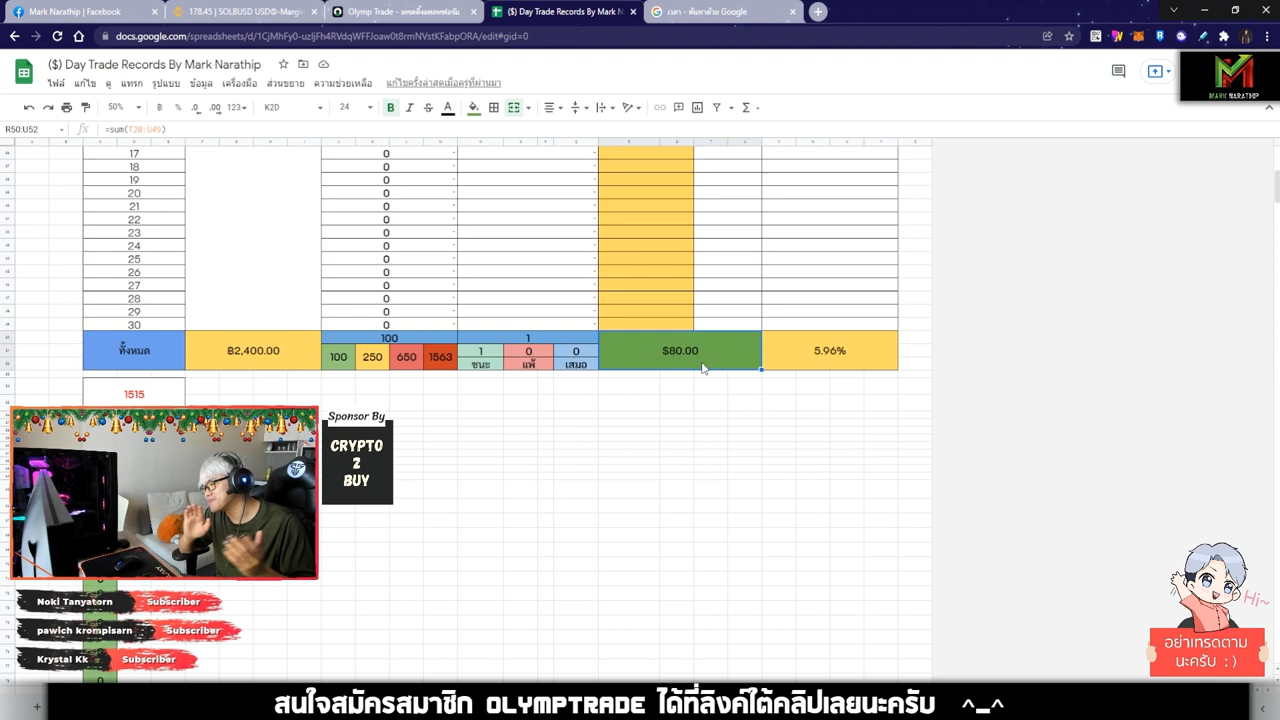 Mark Narathip | Facebook
178.45 | SOLBUSD USDⓈ-Margin
Olymp Trade - แพลตฟอร์ม
($) Day Trade Records By Mark N
เวลา - ค้นหาด้วย Google
docs.google.com/spreadsheets/d/1CjMhFy0-uzIjFh4RVdqWFFJoaw0t8rmNVstKFabpORA/edit#gid=0
($) Day Trade Records By Mark Narathip
ไฟล์ แก้ไข ดู แทรก รูปแบบ ข้อมูล เครื่องมือ ส่วนขยาย ความช่วยเหลือ แก้ไขครั้งล่าสุดเมื่อครู่ที่ผ่านมา
MARK NARATHIP
50% B % .0 .00 123 K2D 24 B I S A
R50:U52 fx =sum(T20:U49)
17 0 - -
18 0 - -
19 0 - -
20 0 - -
21 0 - -
22 0 - -
23 0 - -
24 0 - -
25 0 - -
26 0 - -
27 0 - -
28 0 - -
29 0 - -
30 0 - -
ทั้งหมด ฿2,400.00 100 1 $80.00 5.96%
100 250 650 1563 1 0 0
ชนะ แพ้ เสมอ
1515
Sponsor By
CRYPTO
2
BUY
Noki Tanyatorn Subscriber
pawich krompisarn Subscriber
Krystal Kk Subscriber
Hi~
อย่าเทรดตาม
นะครับ :)
สนใจสมัครสมาชิก OLYMPTRADE ได้ที่ลิงค์ใต้คลิปเลยนะครับ ^_^